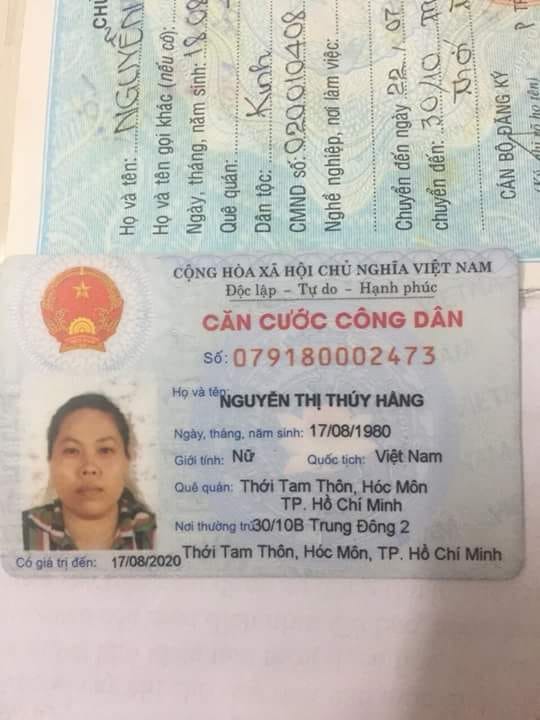 CHỦ
Họ và tên: NGUYỄN
Họ và tên gọi khác (nếu có):
Ngày, tháng, năm sinh: 18.08
Quê quán:
Dân tộc: Kinh
CMND số: 020010408
Nghề nghiệp, nơi làm việc:
Chuyển đến ngày 22/07
chuyển đến: 30/10
Thới
CÁN BỘ ĐĂNG KÝ
CỘNG HÒA XÃ HỘI CHỦ NGHĨA VIỆT NAM
Độc lập – Tự do – Hạnh phúc
CĂN CƯỚC CÔNG DÂN
Số: 079180002473
Họ và tên:
NGUYỄN THỊ THÚY HẰNG
Ngày, tháng, năm sinh: 17/08/1980
Giới tính: Nữ Quốc tịch: Việt Nam
Quê quán: Thới Tam Thôn, Hóc Môn
TP. Hồ Chí Minh
Nơi thường trú: 30/10B Trung Đông 2
Thới Tam Thôn, Hóc Môn, TP. Hồ Chí Minh
Có giá trị đến: 17/08/2020